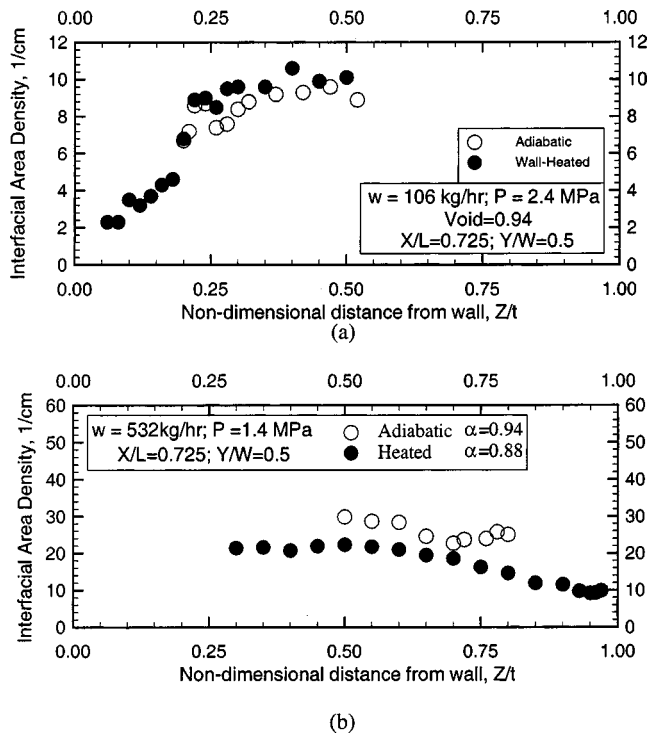 0.00 0.25 0.50 0.75 1.00
12 12
10 10
8 8
6 6
4 4
2 2
0 0
Interfacial Area Density, 1/cm
Adiabatic
Wall-Heated
w = 106 kg/hr; P = 2.4 MPa
Void=0.94
X/L=0.725; Y/W=0.5
0.00 0.25 0.50 0.75 1.00
Non-dimensional distance from wall, Z/t
(a)
0.00 0.25 0.50 0.75 1.00
60 60
50 50
40 40
30 30
20 20
10 10
0 0
Interfacial Area Density, 1/cm
w = 532kg/hr; P =1.4 MPa
X/L=0.725; Y/W=0.5
Adiabatic α=0.94
Heated α=0.88
0.00 0.25 0.50 0.75 1.00
Non-dimensional distance from wall, Z/t
(b)